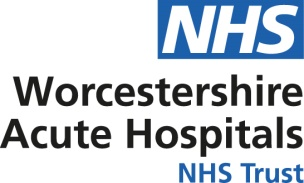 NHS
Worcestershire
Acute Hospitals
NHS Trust